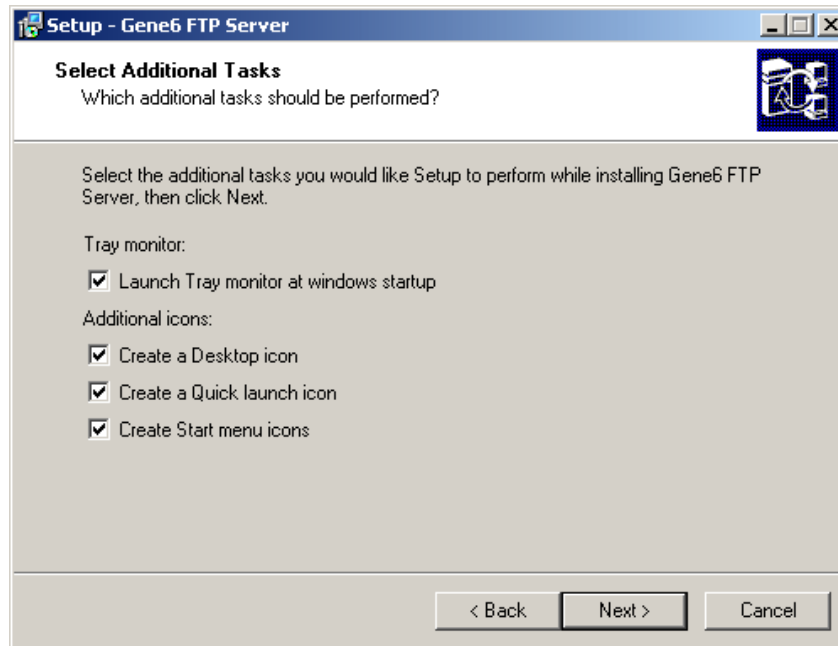 Setup - Gene6 FTP Server
Select Additional Tasks
Which additional tasks should be performed?
Select the additional tasks you would like Setup to perform while installing Gene6 FTP
Server, then click Next.
Tray monitor:
Launch Tray monitor at windows startup
Additional icons:
Create a Desktop icon
Create a Quick launch icon
Create Start menu icons
< Back
Next >
Cancel